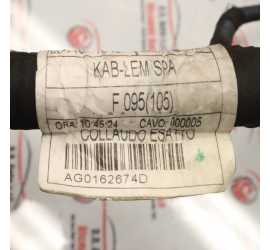 KAB-LEM SPA
F.095(105)
ORA: 10:45:24 CAVO: 000005
COLLAUDO ESATTO
AG0162674D